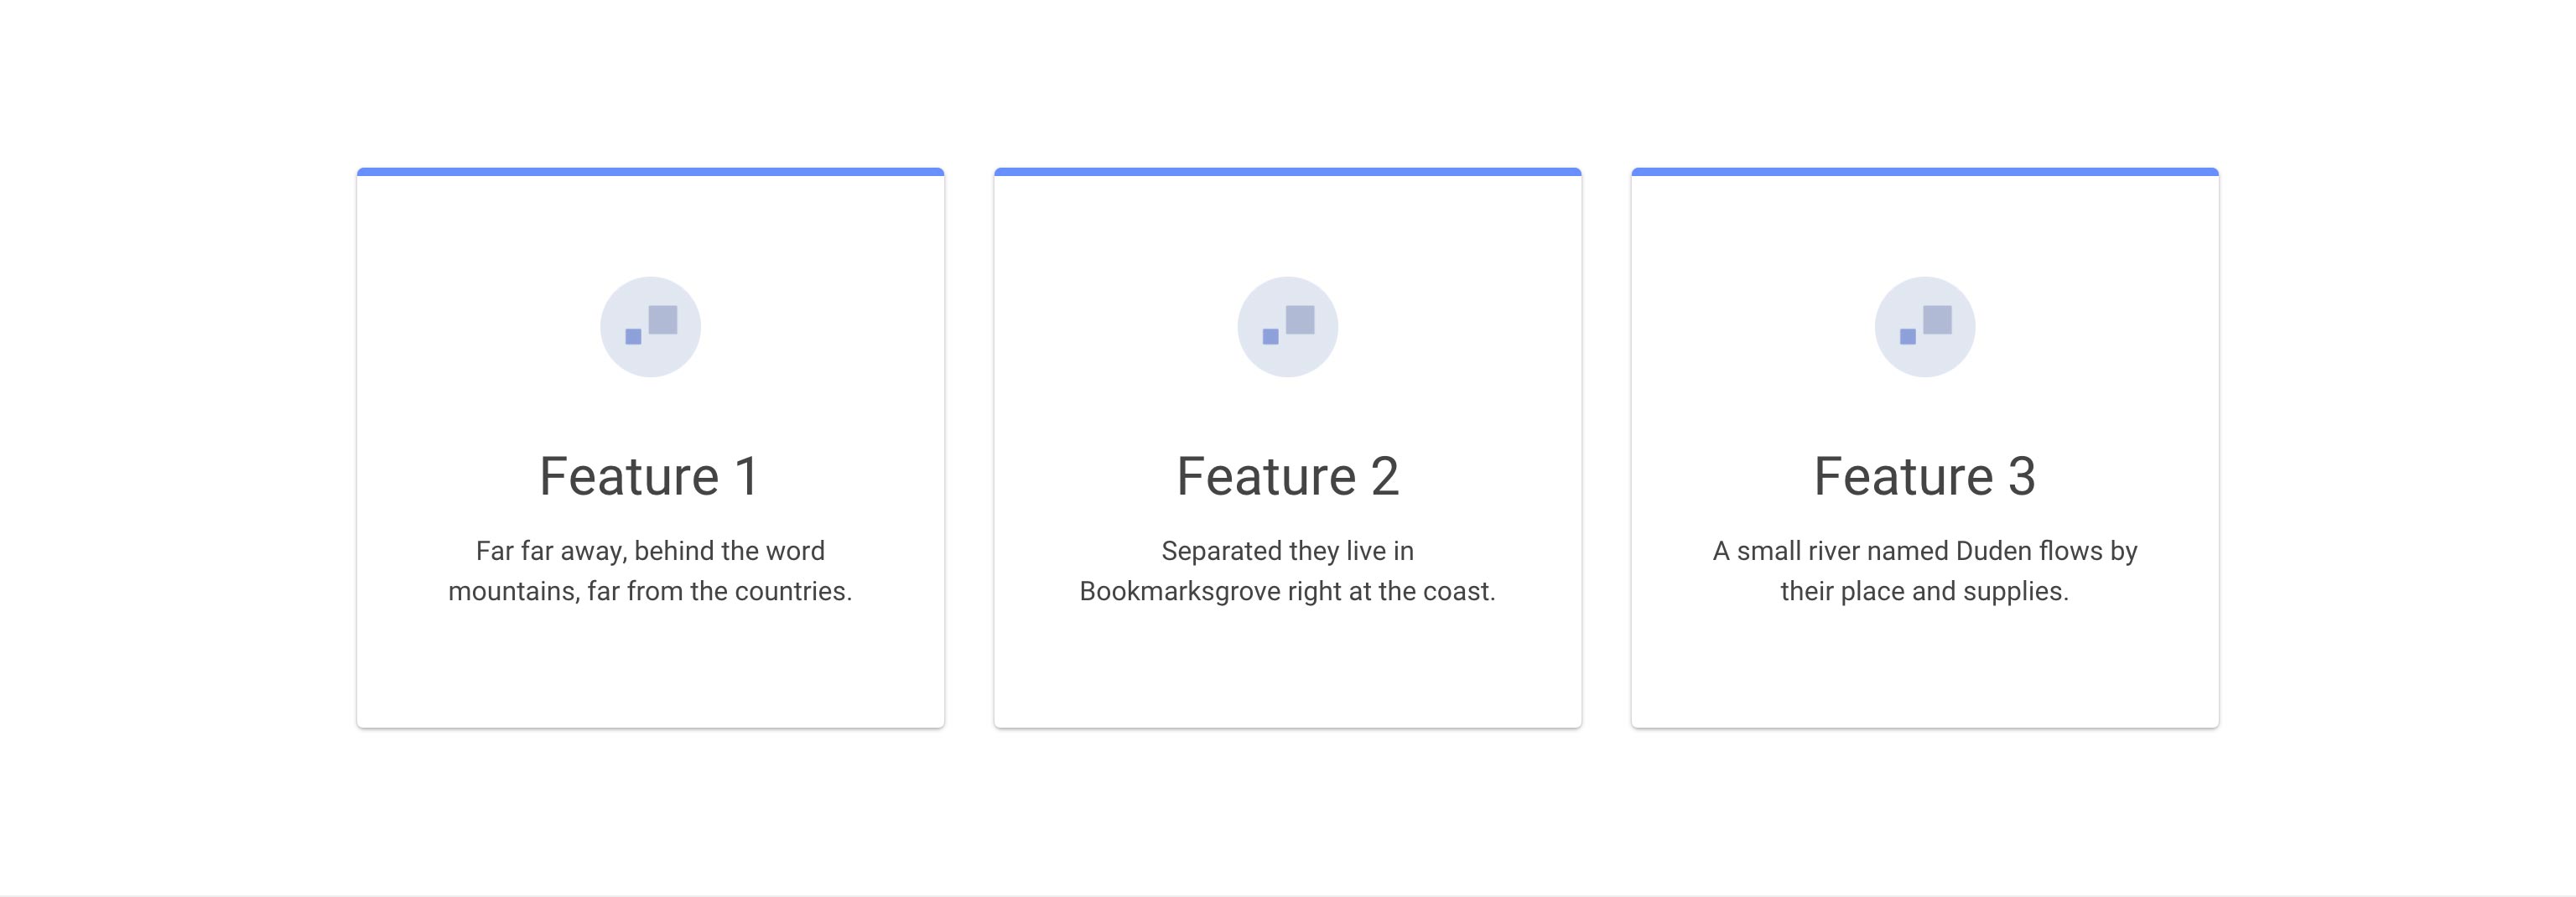 Feature 1
Far far away, behind the word
mountains, far from the countries.
Feature 2
Separated they live in
Bookmarksgrove right at the coast.
Feature 3
A small river named Duden flows by
their place and supplies.